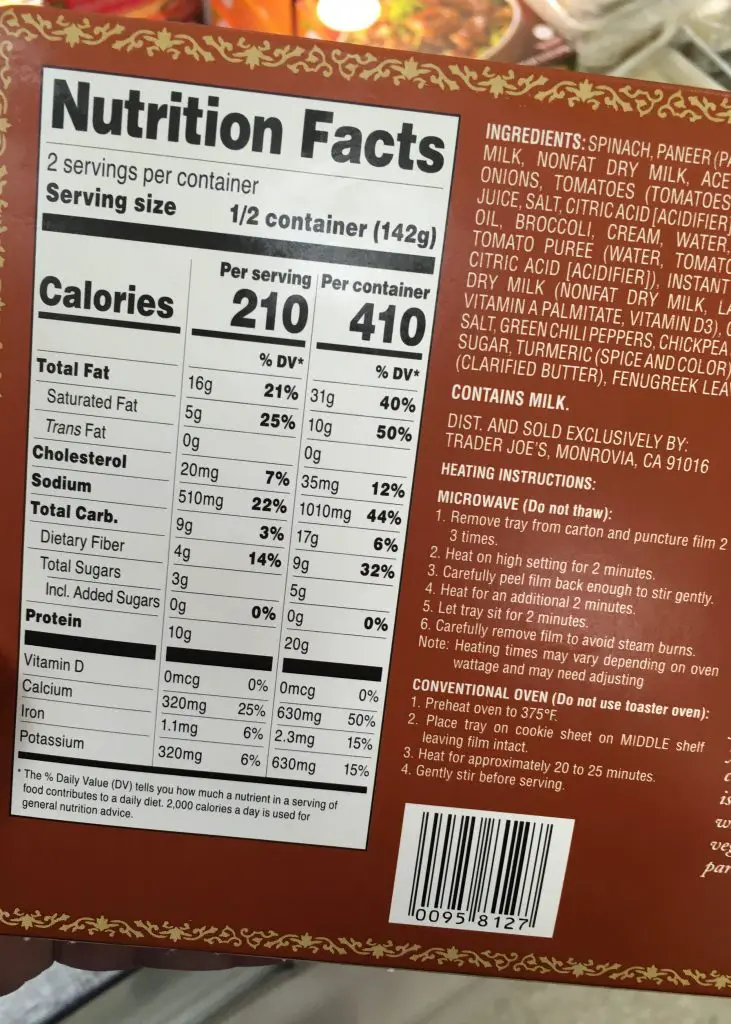 Nutrition Facts
2 servings per container
Serving size 1/2 container (142g)
Per serving Per container
Calories 210 410
% DV* % DV*
Total Fat 16g 21% 31g 40%
Saturated Fat 5g 25% 10g 50%
Trans Fat 0g 0g
Cholesterol 20mg 7% 35mg 12%
Sodium 510mg 22% 1010mg 44%
Total Carb. 9g 3% 17g 6%
Dietary Fiber 4g 14% 9g 32%
Total Sugars 3g 5g
Incl. Added Sugars 0g 0% 0g 0%
Protein 10g 20g
Vitamin D 0mcg 0% 0mcg 0%
Calcium 320mg 25% 630mg 50%
Iron 1.1mg 6% 2.3mg 15%
Potassium 320mg 6% 630mg 15%
* The % Daily Value (DV) tells you how much a nutrient in a serving of
food contributes to a daily diet. 2,000 calories a day is used for
general nutrition advice.
INGREDIENTS: SPINACH, PANEER (PA
MILK, NONFAT DRY MILK, ACE
ONIONS, TOMATOES (TOMATOES
JUICE, SALT, CITRIC ACID [ACIDIFIER]
OIL, BROCCOLI, CREAM, WATER,
TOMATO PUREE (WATER, TOMATO
CITRIC ACID [ACIDIFIER]), INSTANT
DRY MILK (NONFAT DRY MILK, LA
VITAMIN A PALMITATE, VITAMIN D3), C
SALT, GREEN CHILI PEPPERS, CHICKPEA
SUGAR, TURMERIC (SPICE AND COLOR)
(CLARIFIED BUTTER), FENUGREEK LEA
CONTAINS MILK.
DIST. AND SOLD EXCLUSIVELY BY:
TRADER JOE'S, MONROVIA, CA 91016
HEATING INSTRUCTIONS:
MICROWAVE (Do not thaw):
1. Remove tray from carton and puncture film 2
3 times.
2. Heat on high setting for 2 minutes.
3. Carefully peel film back enough to stir gently.
4. Heat for an additional 2 minutes.
5. Let tray sit for 2 minutes.
6. Carefully remove film to avoid steam burns.
Note: Heating times may vary depending on oven
wattage and may need adjusting
CONVENTIONAL OVEN (Do not use toaster oven):
1. Preheat oven to 375°F.
2. Place tray on cookie sheet on MIDDLE shelf
leaving film intact.
3. Heat for approximately 20 to 25 minutes.
4. Gently stir before serving.
0095 8127
is
w
veg
par